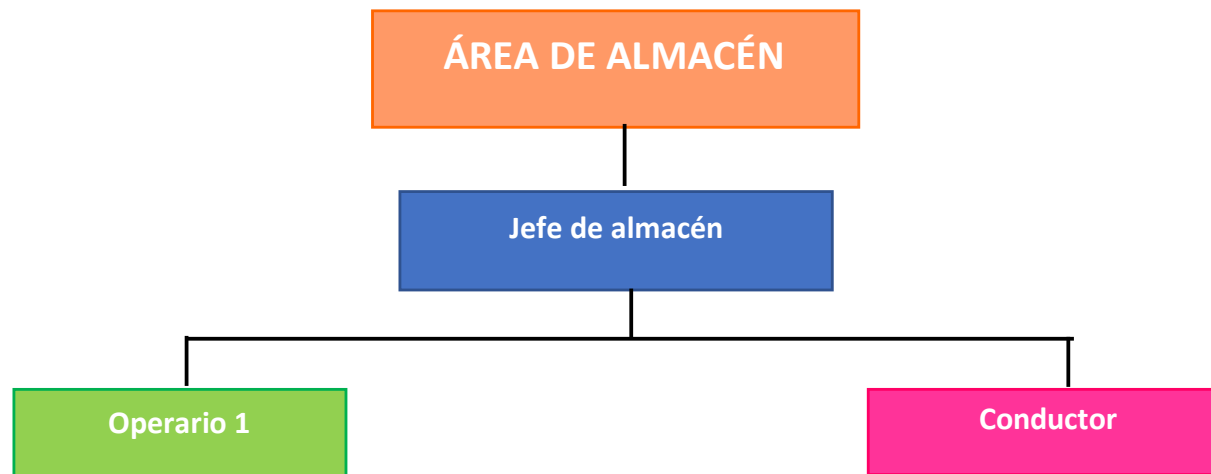 ÁREA DE ALMACÉN
Jefe de almacén
Operario 1
Conductor